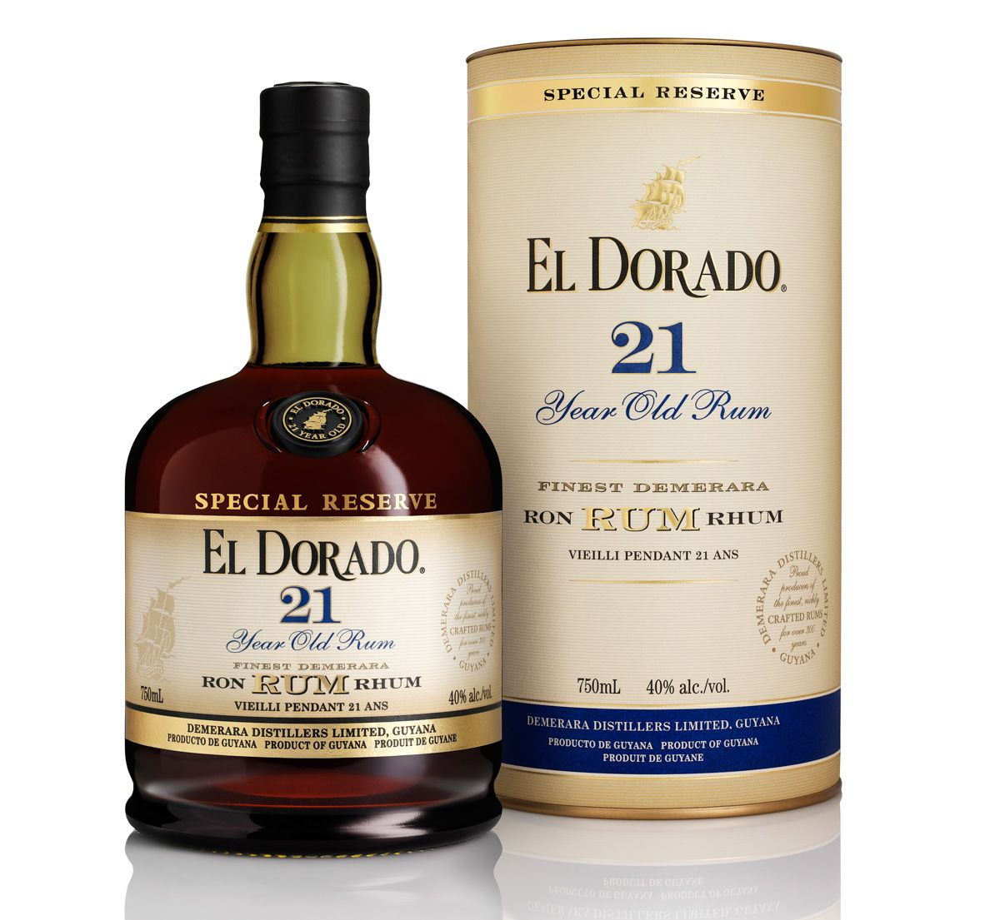 EL DORADO
21 YEAR OLD
SPECIAL RESERVE
EL DORADO®
21
Year Old Rum
FINEST DEMERARA
RON RUM RHUM
VIEILLI PENDANT 21 ANS
750mL
40% alc./vol.
DEMERARA DISTILLERS LIMITED
Proud
producers of
the finest, richly
CRAFTED RUMS
for over 300
years
GUYANA
DEMERARA DISTILLERS LIMITED, GUYANA
PRODUCTO DE GUYANA PRODUCT OF GUYANA PRODUIT DE GUYANE
SPECIAL RESERVE
EL DORADO®
21
Year Old Rum
FINEST DEMERARA
RON RUM RHUM
VIEILLI PENDANT 21 ANS
DEMERARA DISTILLERS LIMITED
Proud
producers of
the finest, richly
CRAFTED RUMS
for over 300
years
GUYANA
750mL 40% alc./vol.
DEMERARA DISTILLERS LIMITED, GUYANA
PRODUCTO DE GUYANA PRODUCT OF GUYANA
PRODUIT DE GUYANE